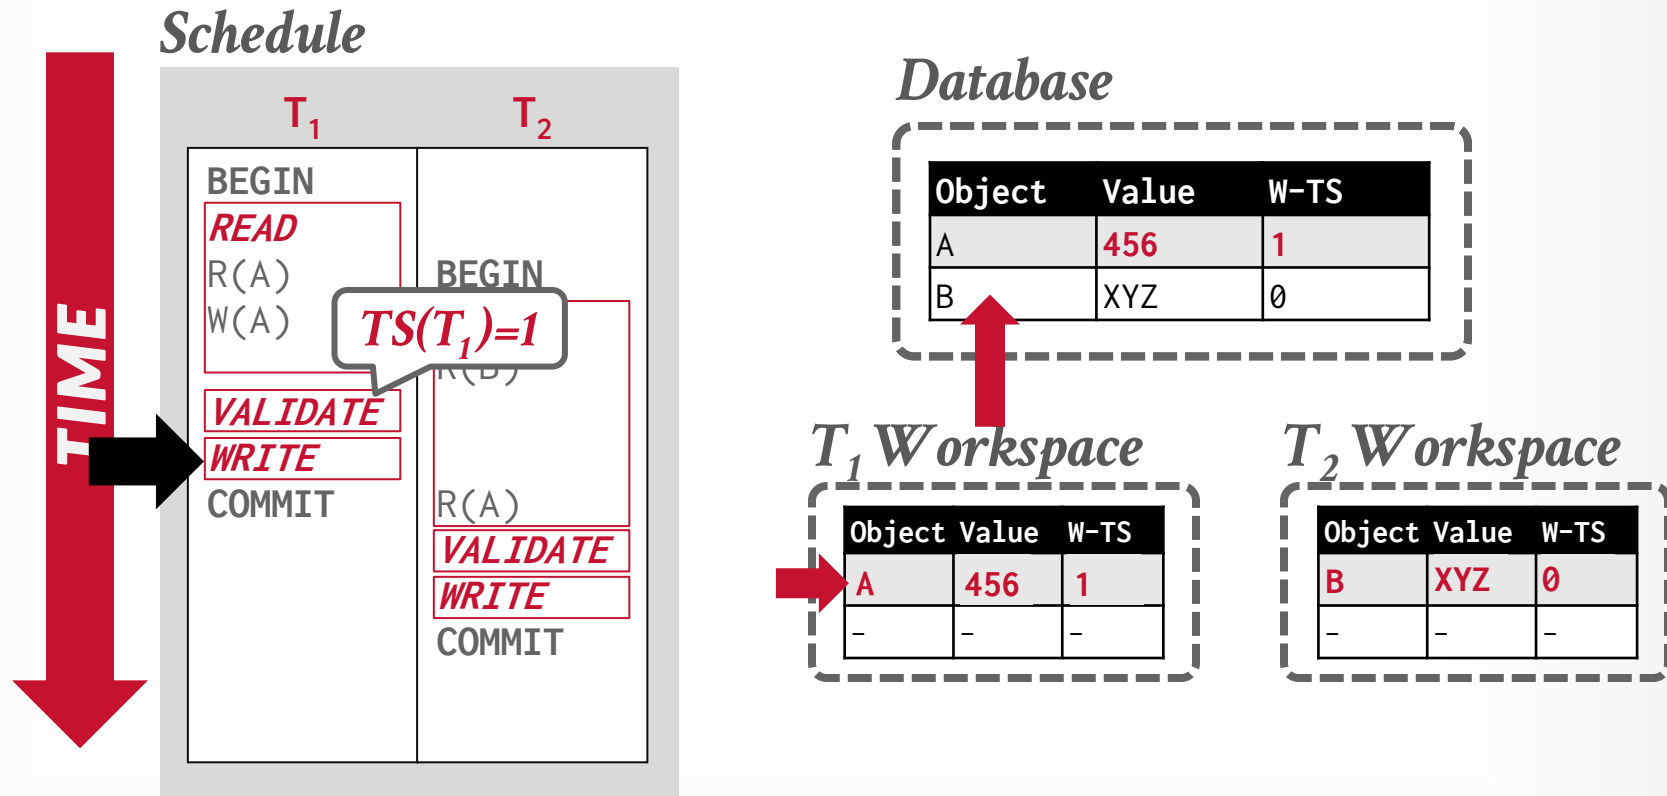 Schedule
TIME
T1
T2
BEGIN
READ
R(A)
W(A)
VALIDATE
WRITE
COMMIT
TS(T1)=1
BEGIN
R(B)
R(A)
VALIDATE
WRITE
COMMIT
Database
Object Value W-TS
A 456 1
B XYZ 0
T1 Workspace
Object Value W-TS
A 456 1
- - -
T2 Workspace
Object Value W-TS
B XYZ 0
- - -